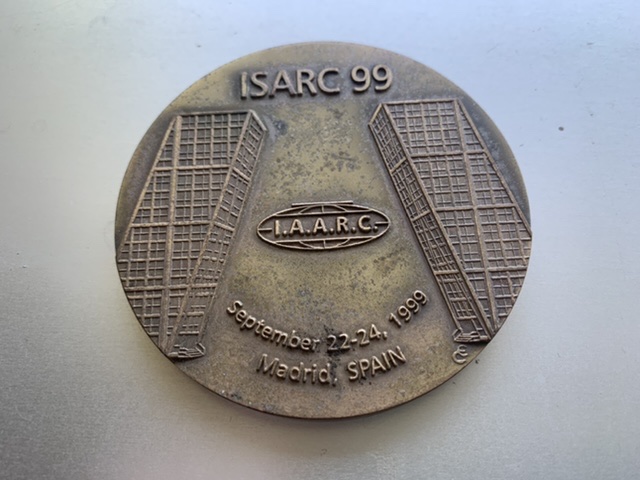 ISARC 99
I.A.A.R.C.
September 22-24, 1999
Madrid, SPAIN